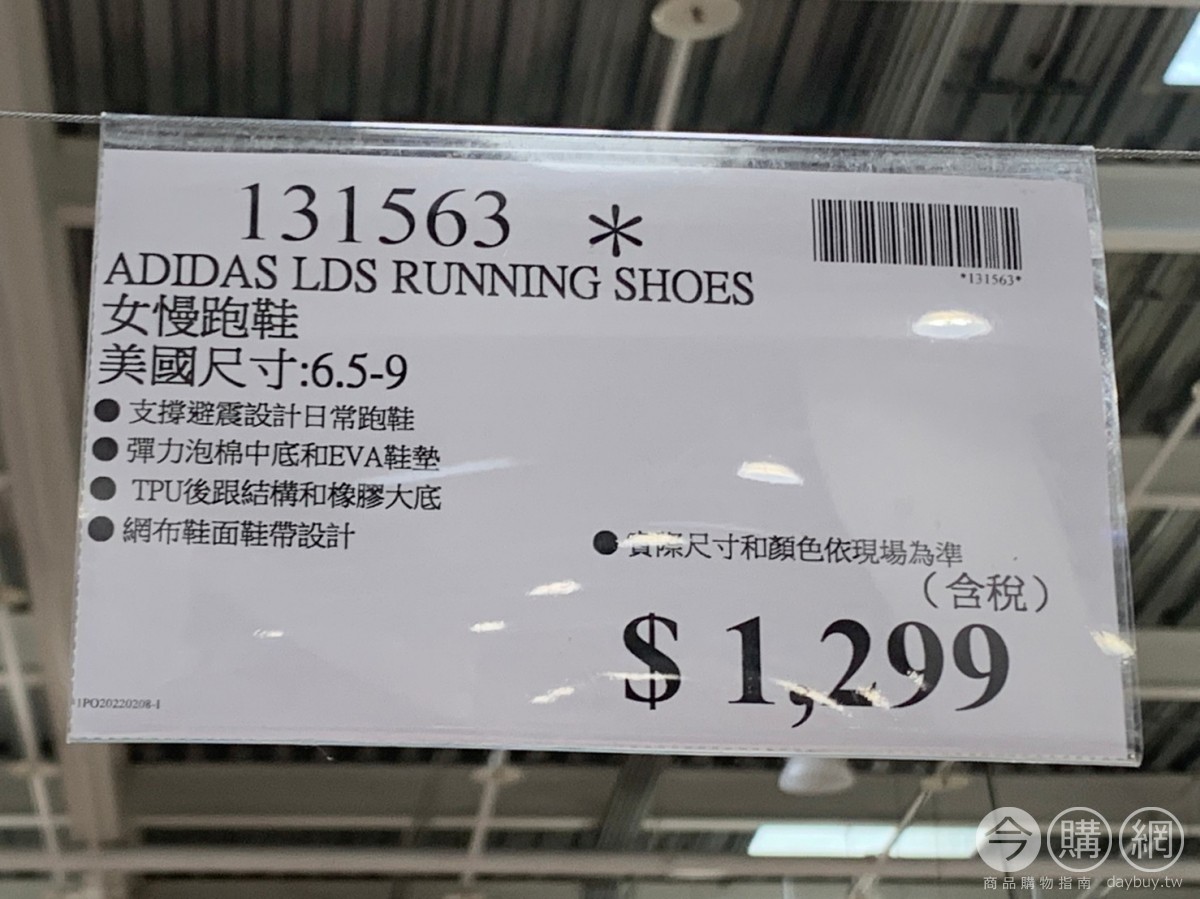 131563 *
*131563*
ADIDAS LDS RUNNING SHOES
女慢跑鞋
美國尺寸:6.5-9
● 支撐避震設計日常跑鞋
● 彈力泡棉中底和EVA鞋墊
● TPU後跟結構和橡膠大底
● 網布鞋面鞋帶設計
● 實際尺寸和顏色依現場為準
（含稅）
$ 1,299
1PO20220208-1
今購網
商品購物指南 daybuy.tw